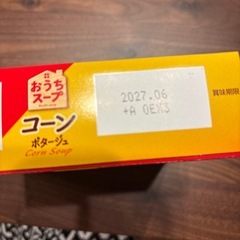 おうち
スープ
コーン
ポタージュ
Corn Soup
2027.06
+A OEX3
賞味期限